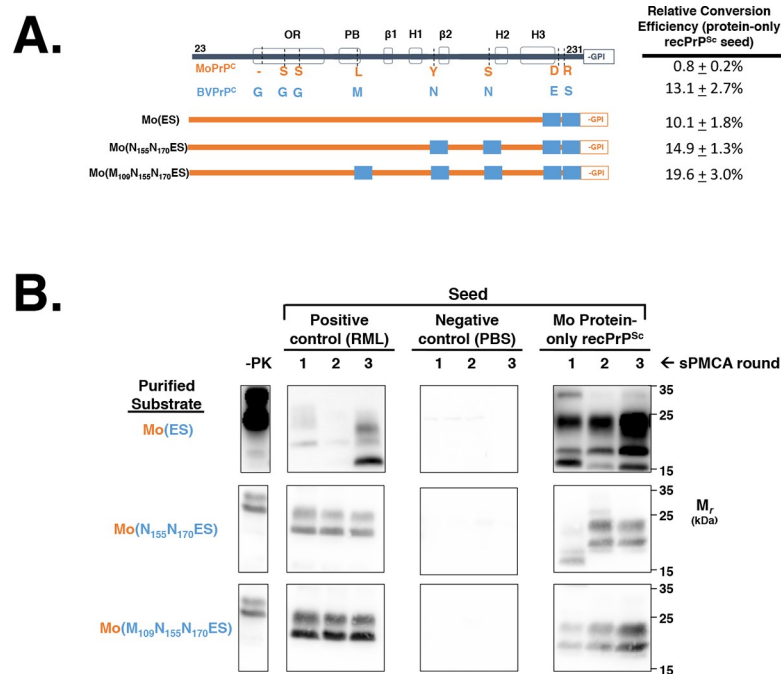 A.
Relative Conversion
Efficiency (protein-only
recPrPSc seed)
OR PB β1 H1 β2 H2 H3
23 231 -GPI
MoPrPC - S S L Y S D R
0.8 ± 0.2%
BVPrPC G G G M N N E S
13.1 ± 2.7%
Mo(ES) -GPI 10.1 ± 1.8%
Mo(N155N170ES) -GPI 14.9 ± 1.3%
Mo(M109N155N170ES) -GPI 19.6 ± 3.0%
B.
Seed
Positive
control (RML)
Negative
control (PBS)
Mo Protein-
only recPrPSc
-PK 1 2 3 1 2 3 1 2 3 ← sPMCA round
Purified
Substrate
Mo(ES)
35
25
15
Mo(N155N170ES)
35
25
15
Mr
(kDa)
Mo(M109N155N170ES)
35
25
15